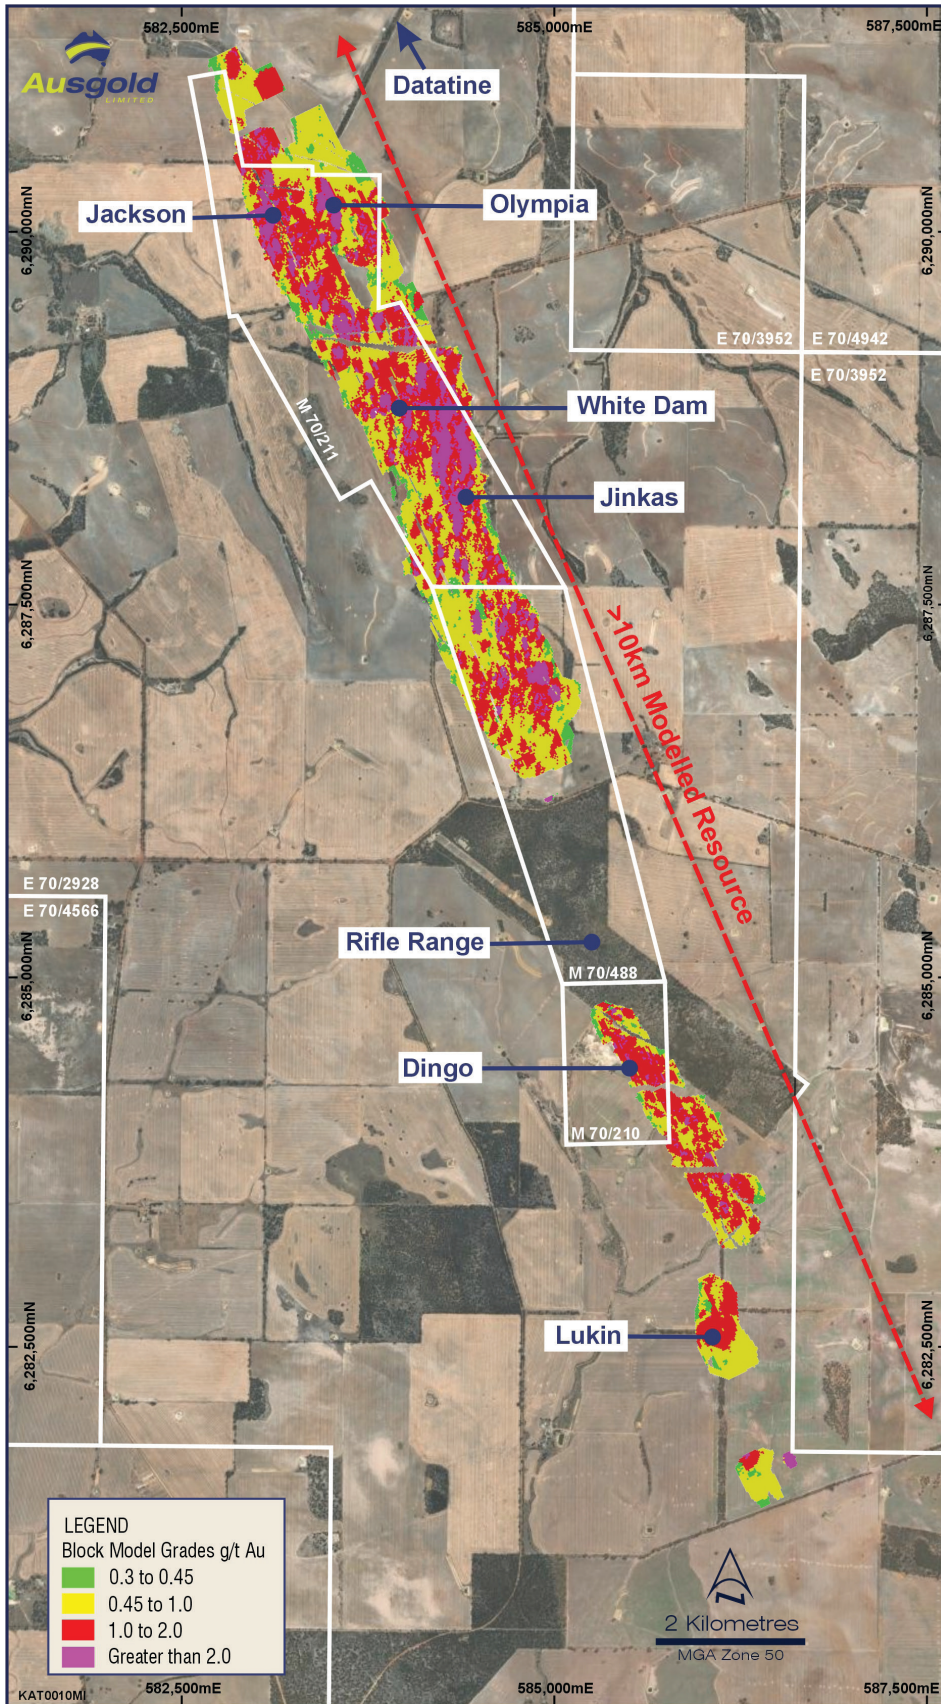 582,500mE
585,000mE
587,500mE
Ausgold
LIMITED
Datatine
Jackson
Olympia
6,290,000mN
6,290,000mN
E 70/3952
E 70/4942
E 70/3952
White Dam
M 70/211
Jinkas
6,287,500mN
6,287,500mN
>10km Modelled Resource
E 70/2928
E 70/4566
Rifle Range
6,285,000mN
6,285,000mN
M 70/488
Dingo
M 70/210
Lukin
6,282,500mN
6,282,500mN
LEGEND
Block Model Grades g/t Au
0.3 to 0.45
0.45 to 1.0
1.0 to 2.0
Greater than 2.0
N
2 Kilometres
MGA Zone 50
KAT0010MI
582,500mE
585,000mE
587,500mE